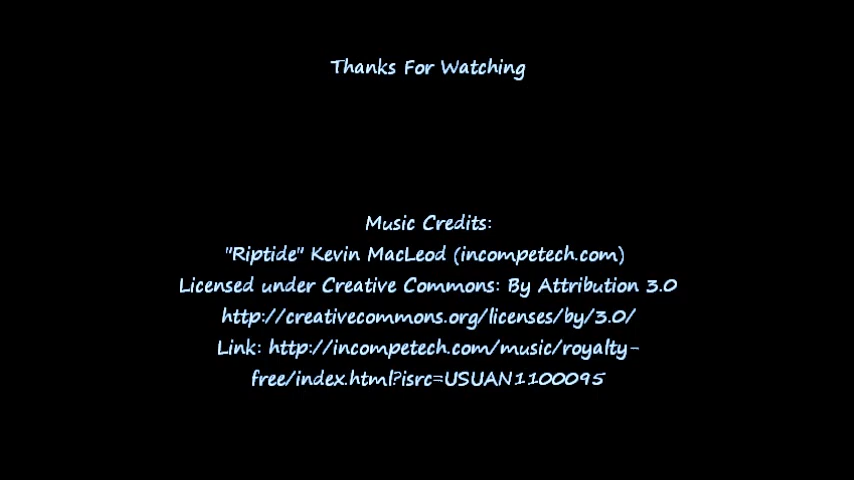 Thanks For Watching
Music Credits:
"Riptide" Kevin MacLeod (incompetech.com)
Licensed under Creative Commons: By Attribution 3.0
http://creativecommons.org/licenses/by/3.0/
Link: http://incompetech.com/music/royalty-
free/index.html?isrc=USUAN1100095